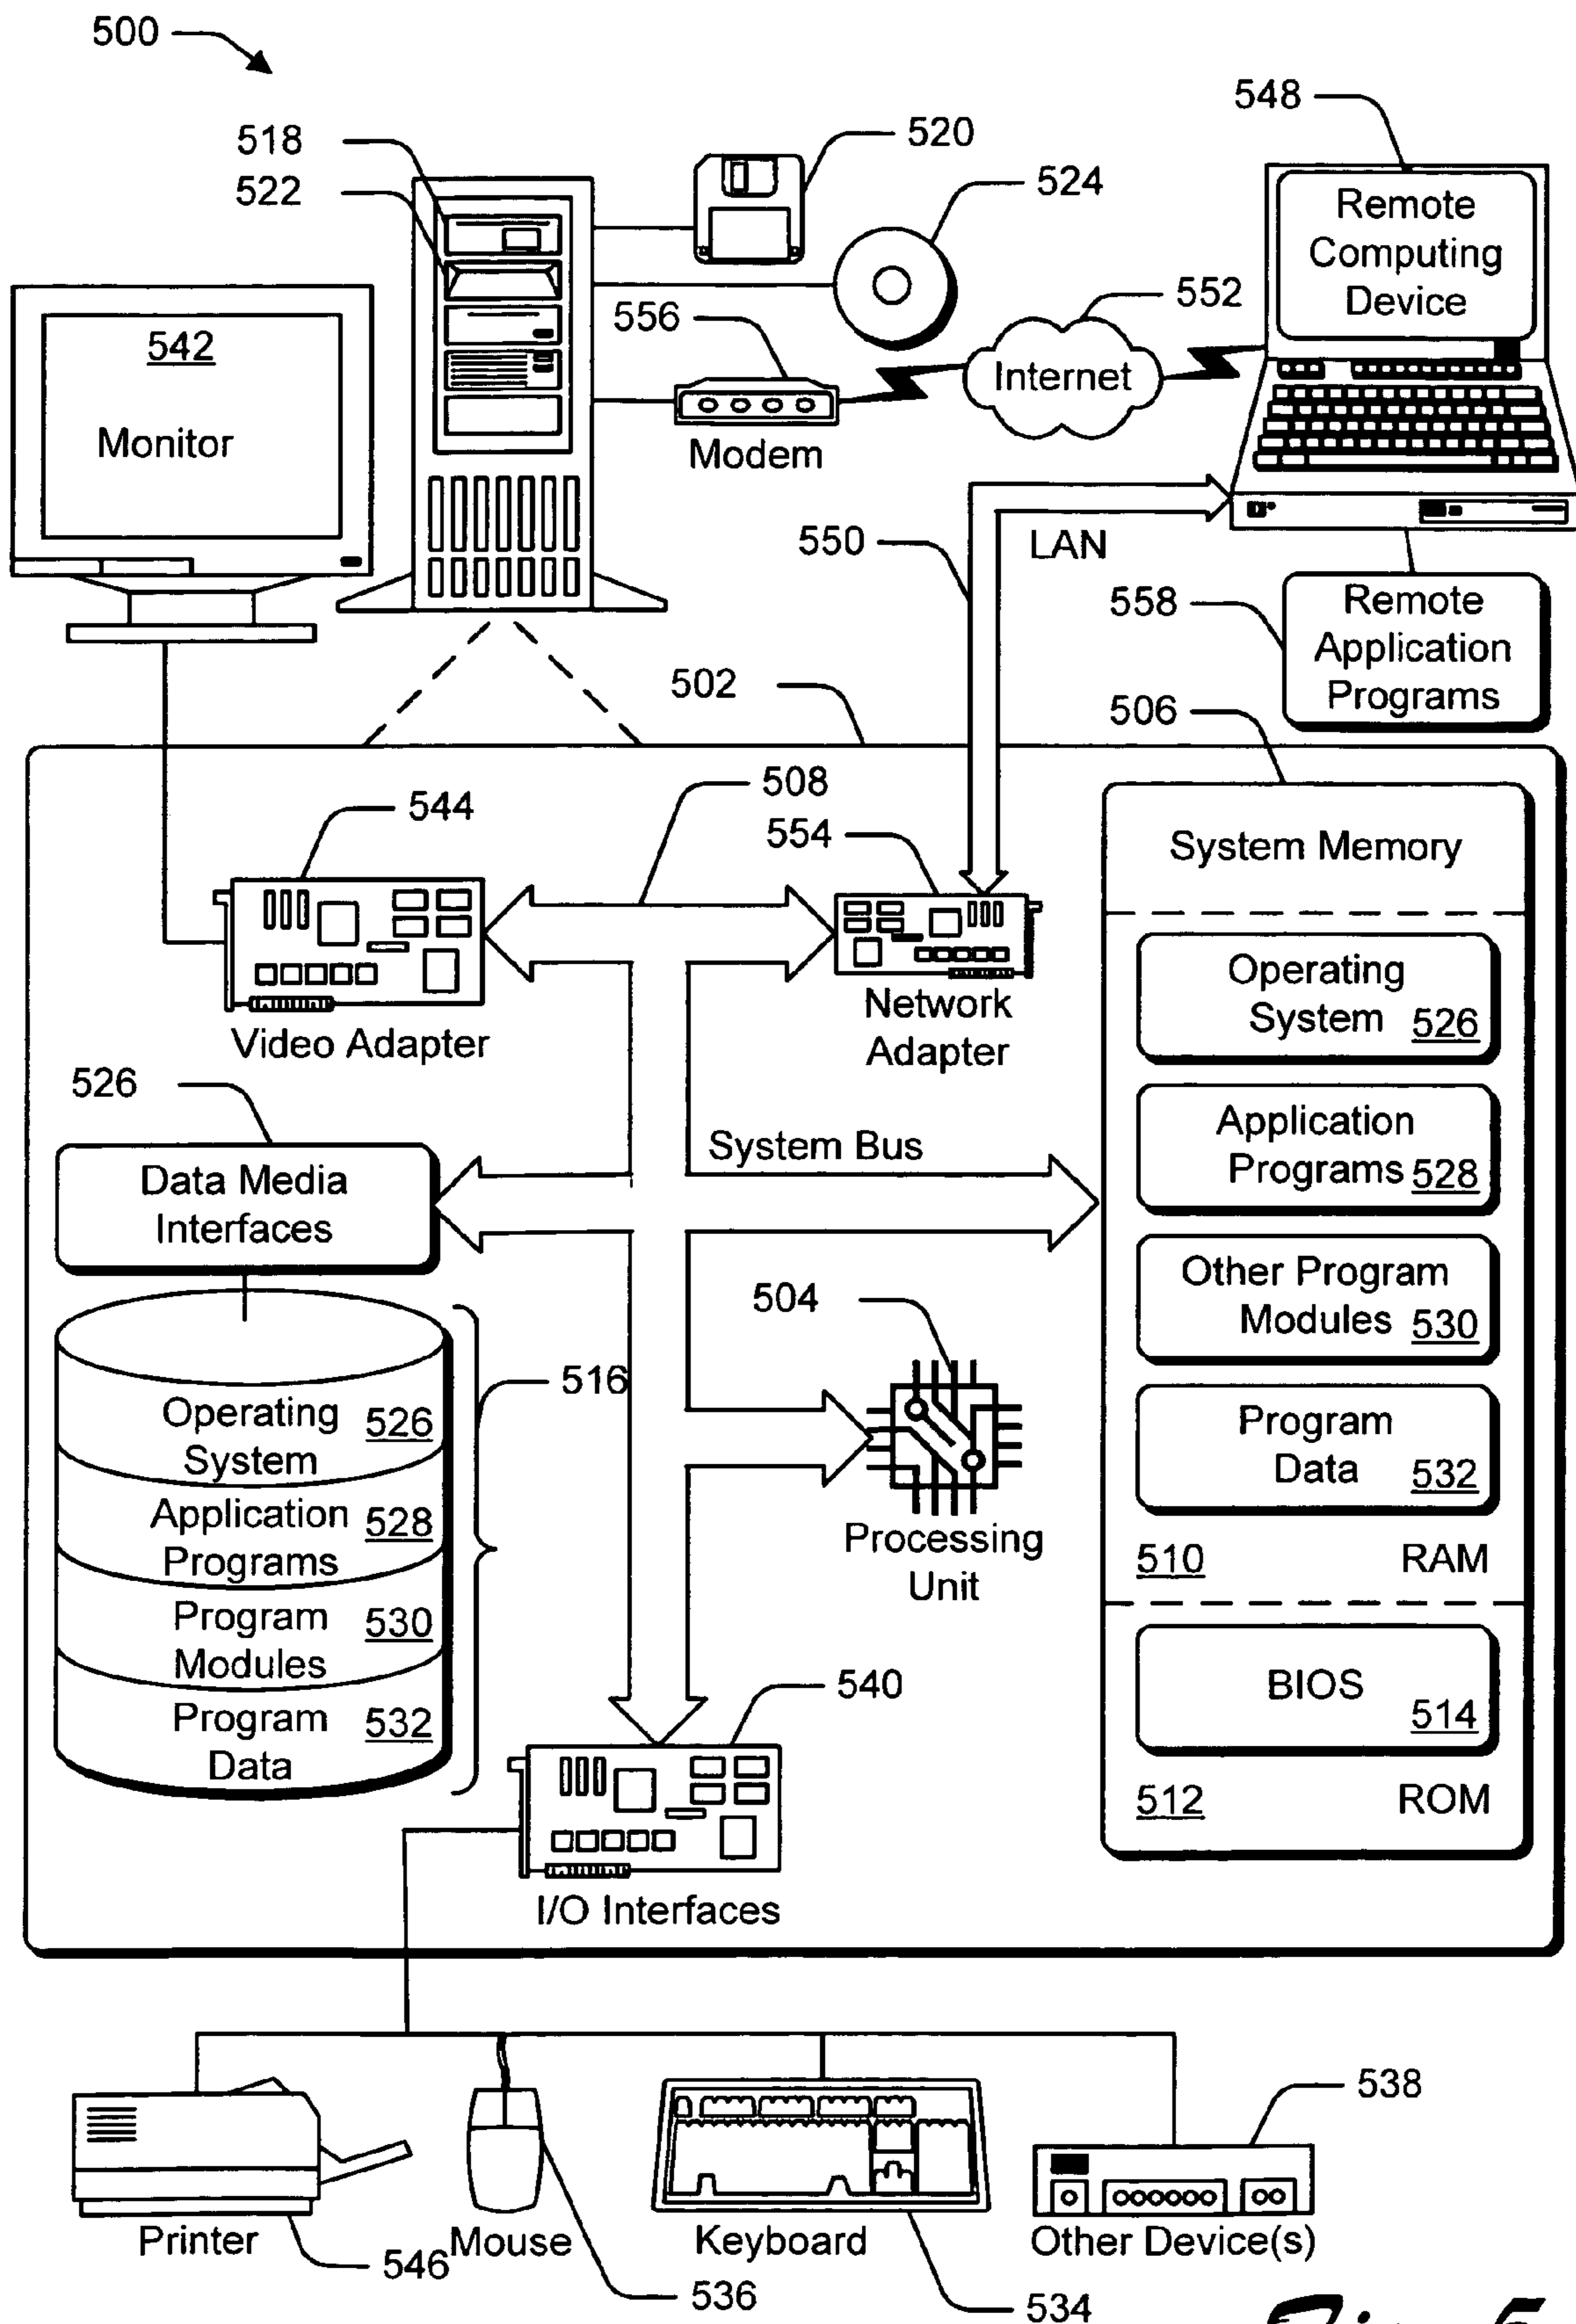 500
518
522
520
524
548
Remote
Computing
Device
552
556
Internet
Modem
542
Monitor
550
LAN
558
Remote
Application
Programs
502
506
508
544
554
System Memory
Video Adapter
Network
Adapter
Operating
System 526
526
Data Media
Interfaces
System Bus
Application
Programs 528
504
Other Program
Modules 530
516
Operating
System 526
Application
Programs 528
Program
Modules 530
Program
Data 532
Processing
Unit
Program
Data 532
510 RAM
540
BIOS
514
512 ROM
I/O Interfaces
538
Printer
546
Mouse
536
Keyboard
534
Other Device(s)